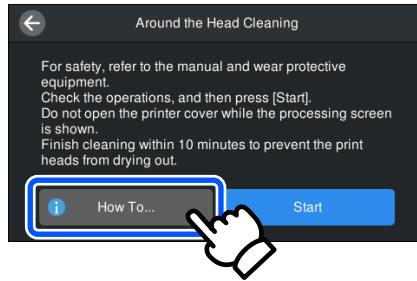 Around the Head Cleaning
For safety, refer to the manual and wear protective
equipment.
Check the operations, and then press [Start].
Do not open the printer cover while the processing screen
is shown.
Finish cleaning within 10 minutes to prevent the print
heads from drying out.
i How To...
Start